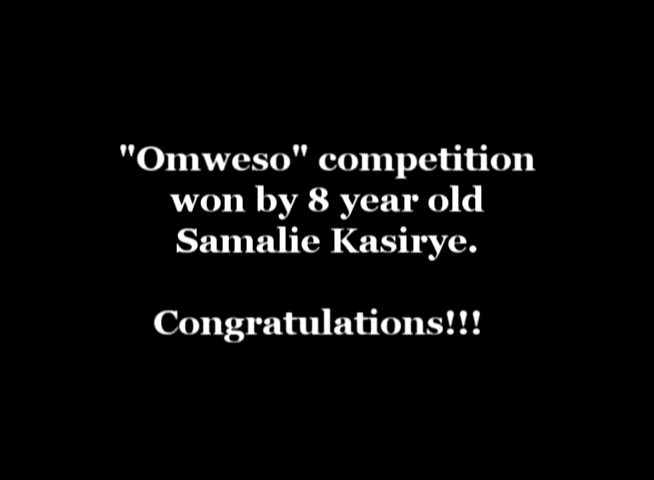 "Omweso" competition
won by 8 year old
Samalie Kasirye.
Congratulations!!!